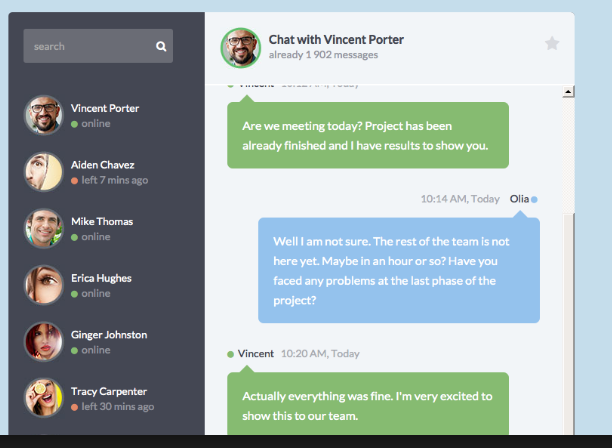 search
Vincent Porter
online
Aiden Chavez
left 7 mins ago
Mike Thomas
online
Erica Hughes
online
Ginger Johnston
online
Tracy Carpenter
left 30 mins ago
Chat with Vincent Porter
already 1 902 messages
Vincent 10:12 AM, Today
Are we meeting today? Project has been
already finished and I have results to show you.
10:14 AM, Today Olia
Well I am not sure. The rest of the team is not
here yet. Maybe in an hour or so? Have you
faced any problems at the last phase of the
project?
Vincent 10:20 AM, Today
Actually everything was fine. I'm very excited to
show this to our team.